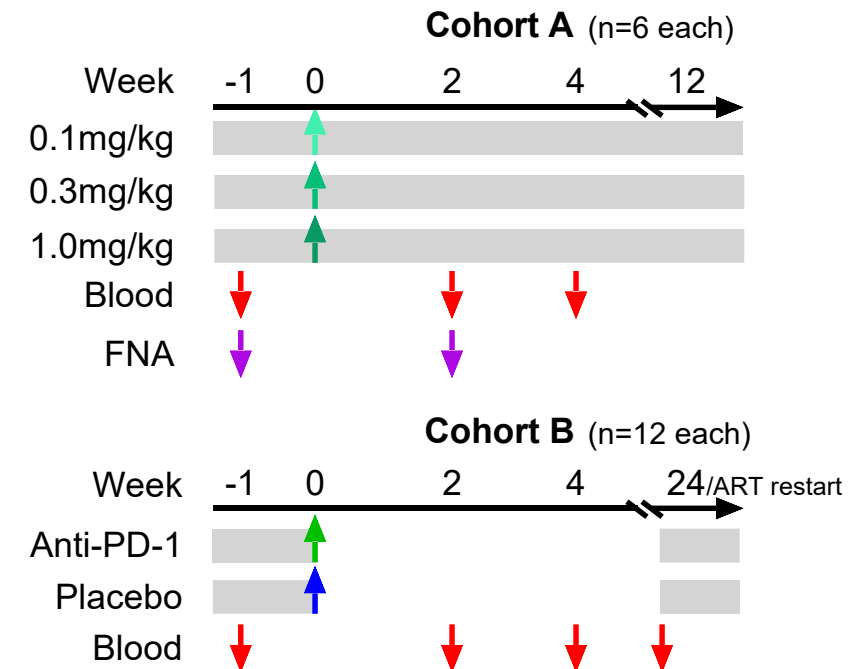 Cohort A (n=6 each)
Week -1 0 2 4 12
0.1mg/kg
0.3mg/kg
1.0mg/kg
Blood
FNA
Cohort B (n=12 each)
Week -1 0 2 4 24/ART restart
Anti-PD-1
Placebo
Blood